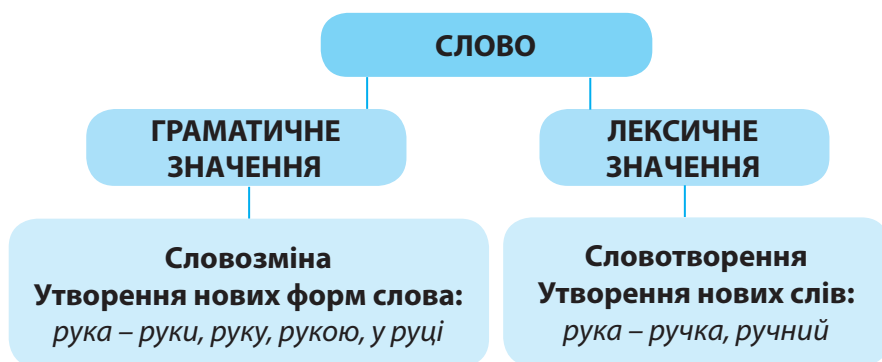 СЛОВО
ГРАМАТИЧНЕ
ЗНАЧЕННЯ
ЛЕКСИЧНЕ
ЗНАЧЕННЯ
Словозміна
Утворення нових форм слова:
рука – руки, руку, рукою, у руці
Словотворення
Утворення нових слів:
рука – ручка, ручний